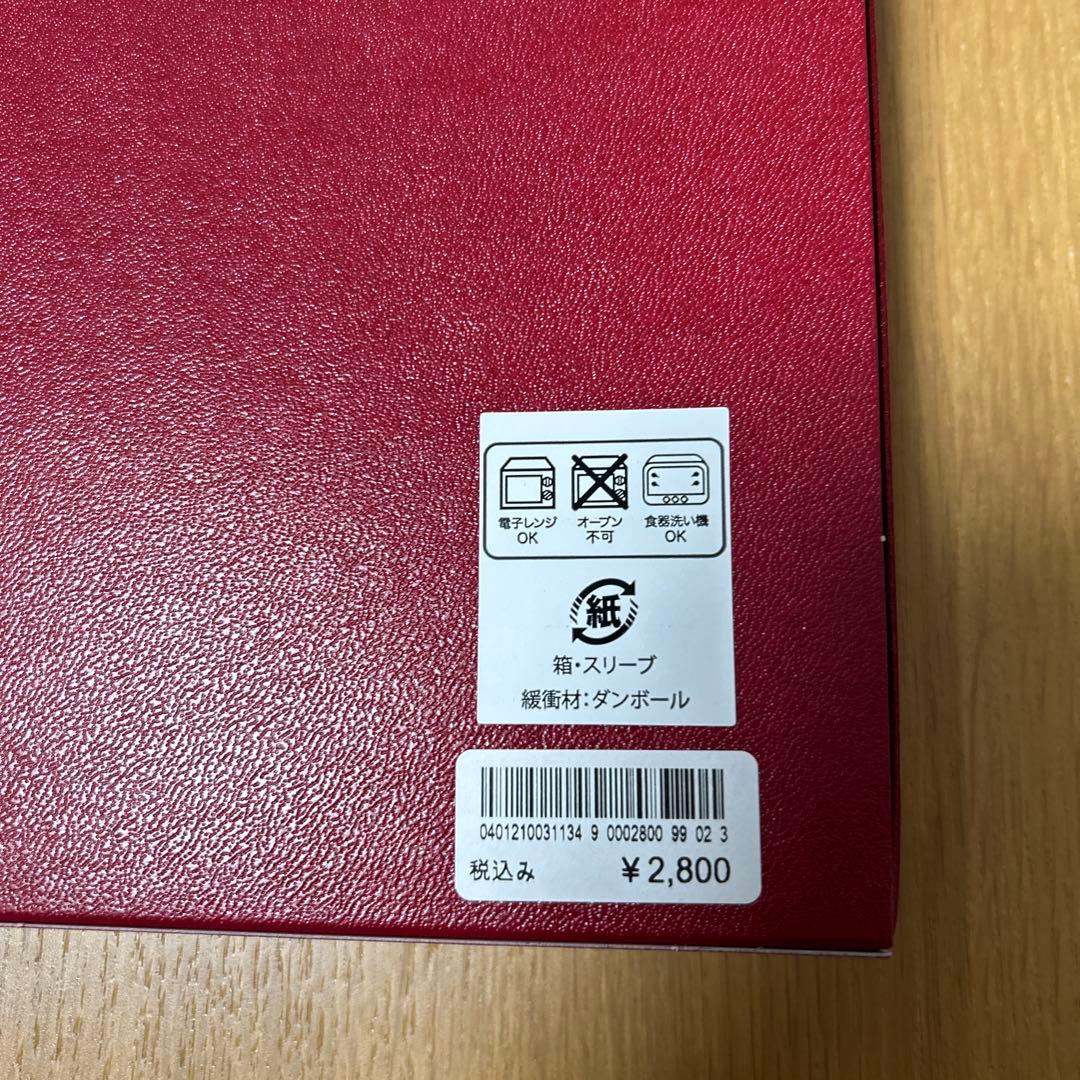 電子レンジ オーブン 食器洗い機
OK 不可 OK
紙
箱・スリーブ
緩衝材:ダンボール
0401210031134 9 0002800 99 02 3
税込み ￥2,800